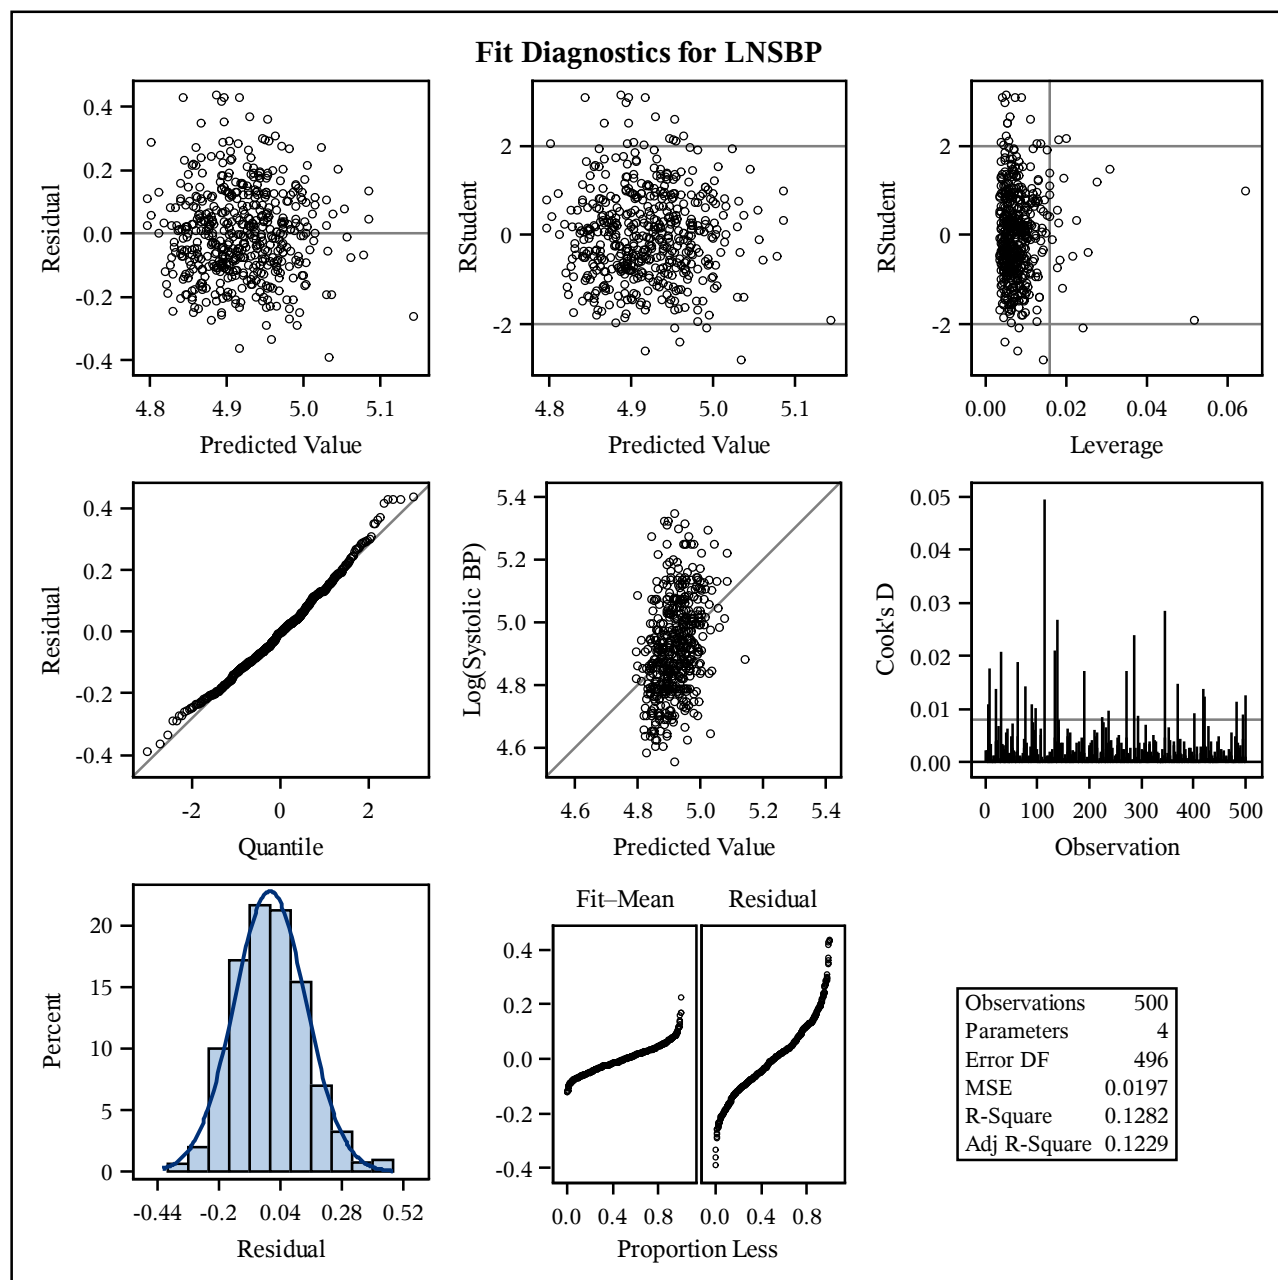 Fit Diagnostics for LNSBP
0.4
0.2
0.0
-0.2
-0.4
Residual
4.8 4.9 5.0 5.1
Predicted Value
2
0
-2
RStudent
4.8 4.9 5.0 5.1
Predicted Value
2
0
-2
RStudent
0.00 0.02 0.04 0.06
Leverage
0.4
0.2
0.0
-0.2
-0.4
Residual
-2 0 2
Quantile
5.4
5.2
5.0
4.8
4.6
Log(Systolic BP)
4.6 4.8 5.0 5.2 5.4
Predicted Value
0.05
0.04
0.03
0.02
0.01
0.00
Cook's D
0 100 200 300 400 500
Observation
20
15
10
5
0
Percent
-0.44 -0.2 0.04 0.28 0.52
Residual
Fit–Mean Residual
0.4
0.2
0.0
-0.2
-0.4
0.0 0.4 0.8 0.0 0.4 0.8
Proportion Less
Observations 500
Parameters 4
Error DF 496
MSE 0.0197
R-Square 0.1282
Adj R-Square 0.1229